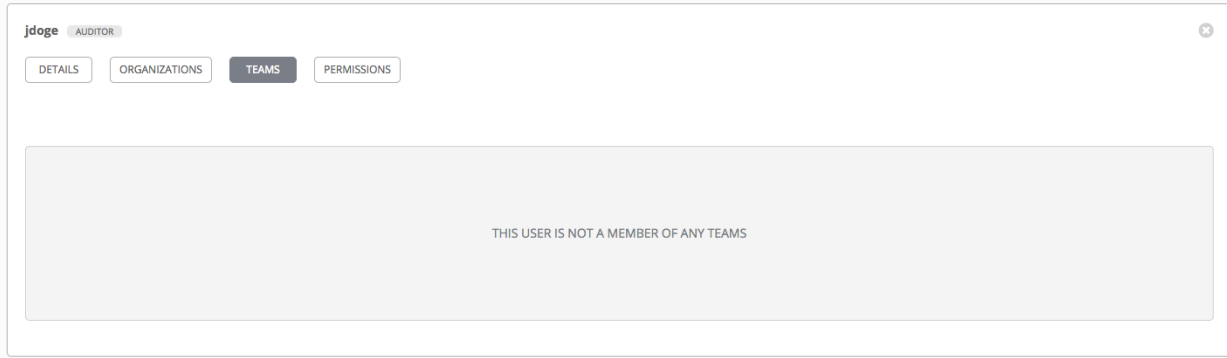 jdoge AUDITOR
DETAILS ORGANIZATIONS TEAMS PERMISSIONS
THIS USER IS NOT A MEMBER OF ANY TEAMS